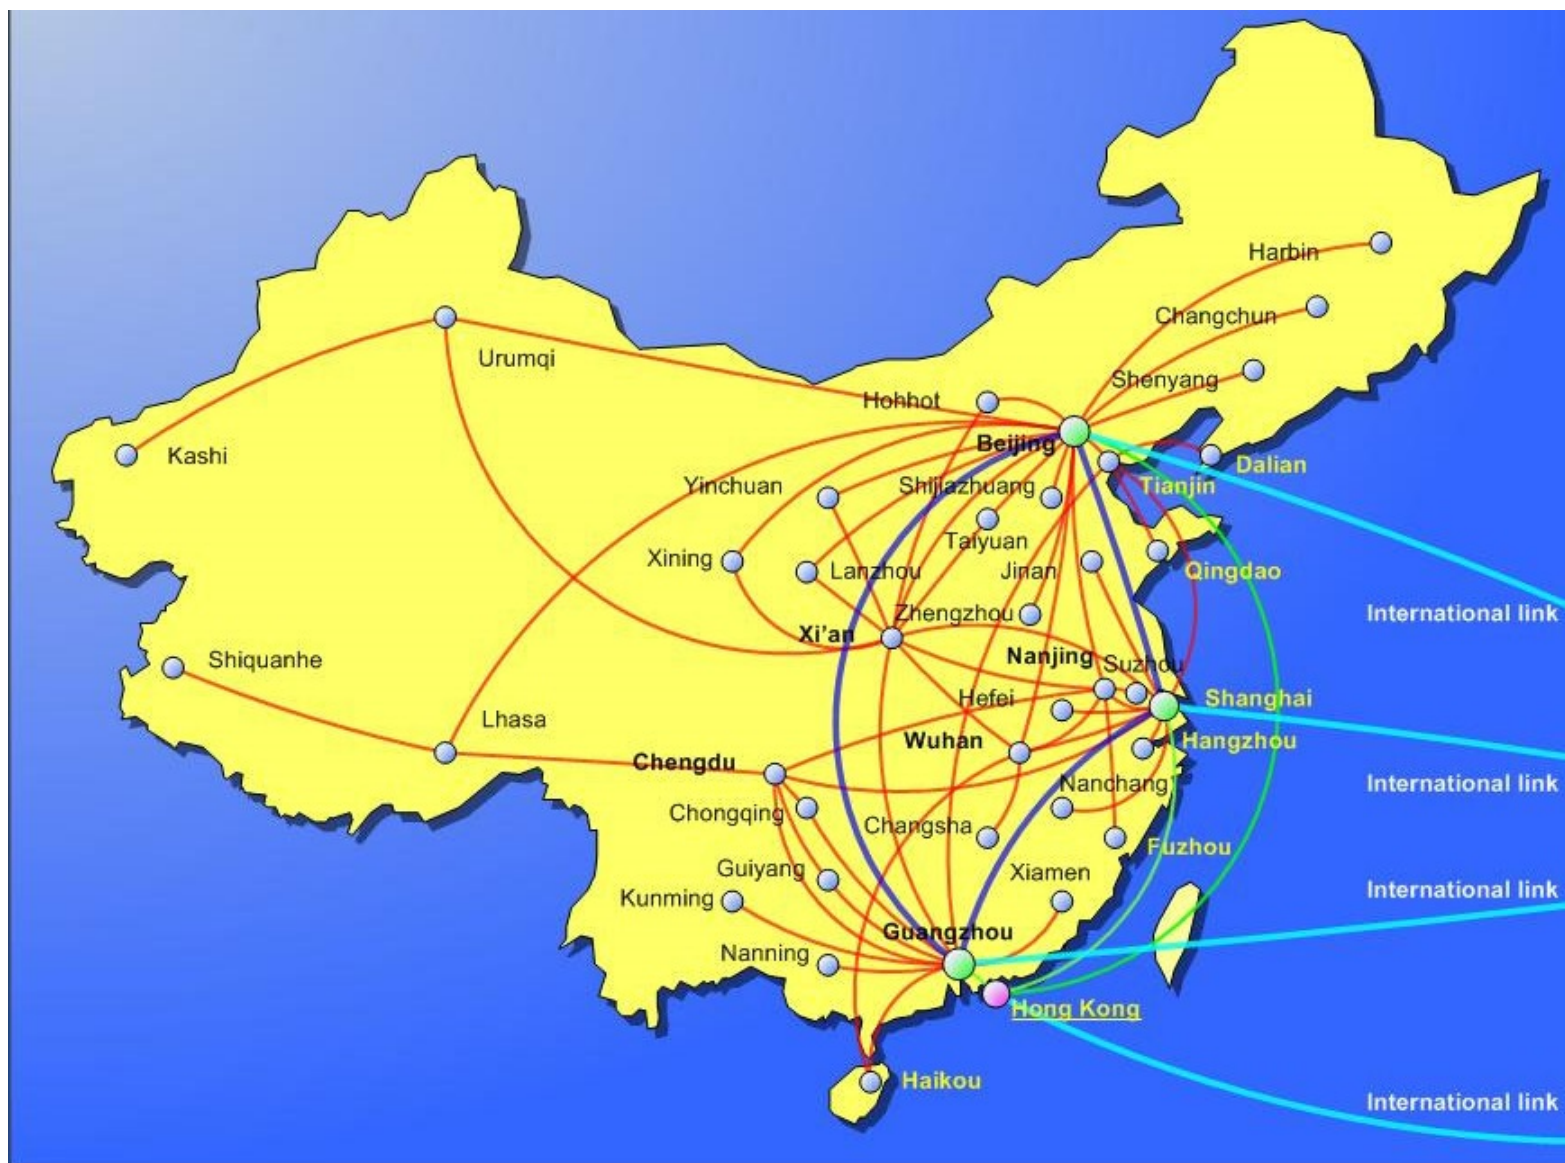 Harbin
Changchun
Urumqi
Shenyang
Hohhot
Beijing
Kashi
Dalian
Yinchuan
Shijiazhuang
Tianjin
Taiyuan
Xining
Lanzhou
Jinan
Qingdao
Zhengzhou
International link
Xi'an
Shiquanhe
Nanjing
Suzhou
Hefei
Shanghai
Lhasa
Wuhan
Hangzhou
Chengdu
Nanchang
International link
Chongqing
Changsha
Fuzhou
Guiyang
Xiamen
International link
Kunming
Guangzhou
Nanning
Hong Kong
Haikou
International link